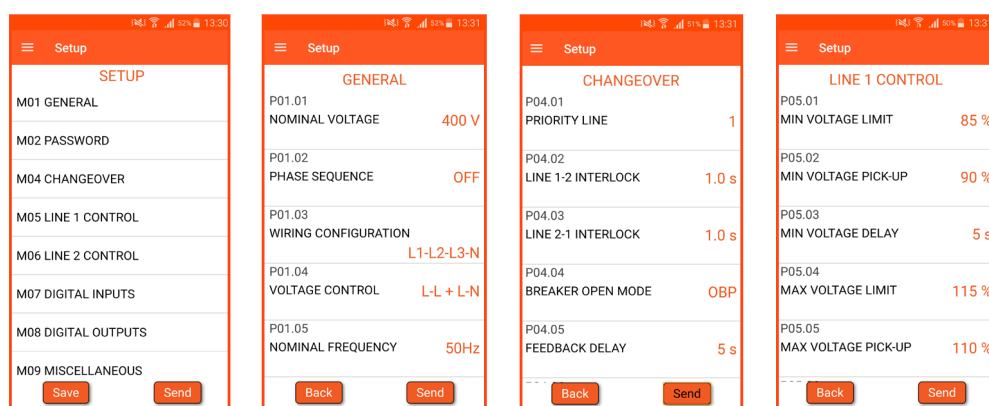 52% 13:30
Setup
SETUP
M01 GENERAL
M02 PASSWORD
M04 CHANGEOVER
M05 LINE 1 CONTROL
M06 LINE 2 CONTROL
M07 DIGITAL INPUTS
M08 DIGITAL OUTPUTS
M09 MISCELLANEOUS
Save Send
53% 13:31
Setup
GENERAL
P01.01
NOMINAL VOLTAGE 400 V
P01.02
PHASE SEQUENCE OFF
P01.03
WIRING CONFIGURATION
L1-L2-L3-N
P01.04
VOLTAGE CONTROL L-L + L-N
P01.05
NOMINAL FREQUENCY 50Hz
Back Send
51% 13:31
Setup
CHANGEOVER
P04.01
PRIORITY LINE 1
P04.02
LINE 1-2 INTERLOCK 1.0 s
P04.03
LINE 2-1 INTERLOCK 1.0 s
P04.04
BREAKER OPEN MODE OBP
P04.05
FEEDBACK DELAY 5 s
Back Send
50% 13:31
Setup
LINE 1 CONTROL
P05.01
MIN VOLTAGE LIMIT 85 %
P05.02
MIN VOLTAGE PICK-UP 90 %
P05.03
MIN VOLTAGE DELAY 5 s
P05.04
MAX VOLTAGE LIMIT 115 %
P05.05
MAX VOLTAGE PICK-UP 110 %
Back Send